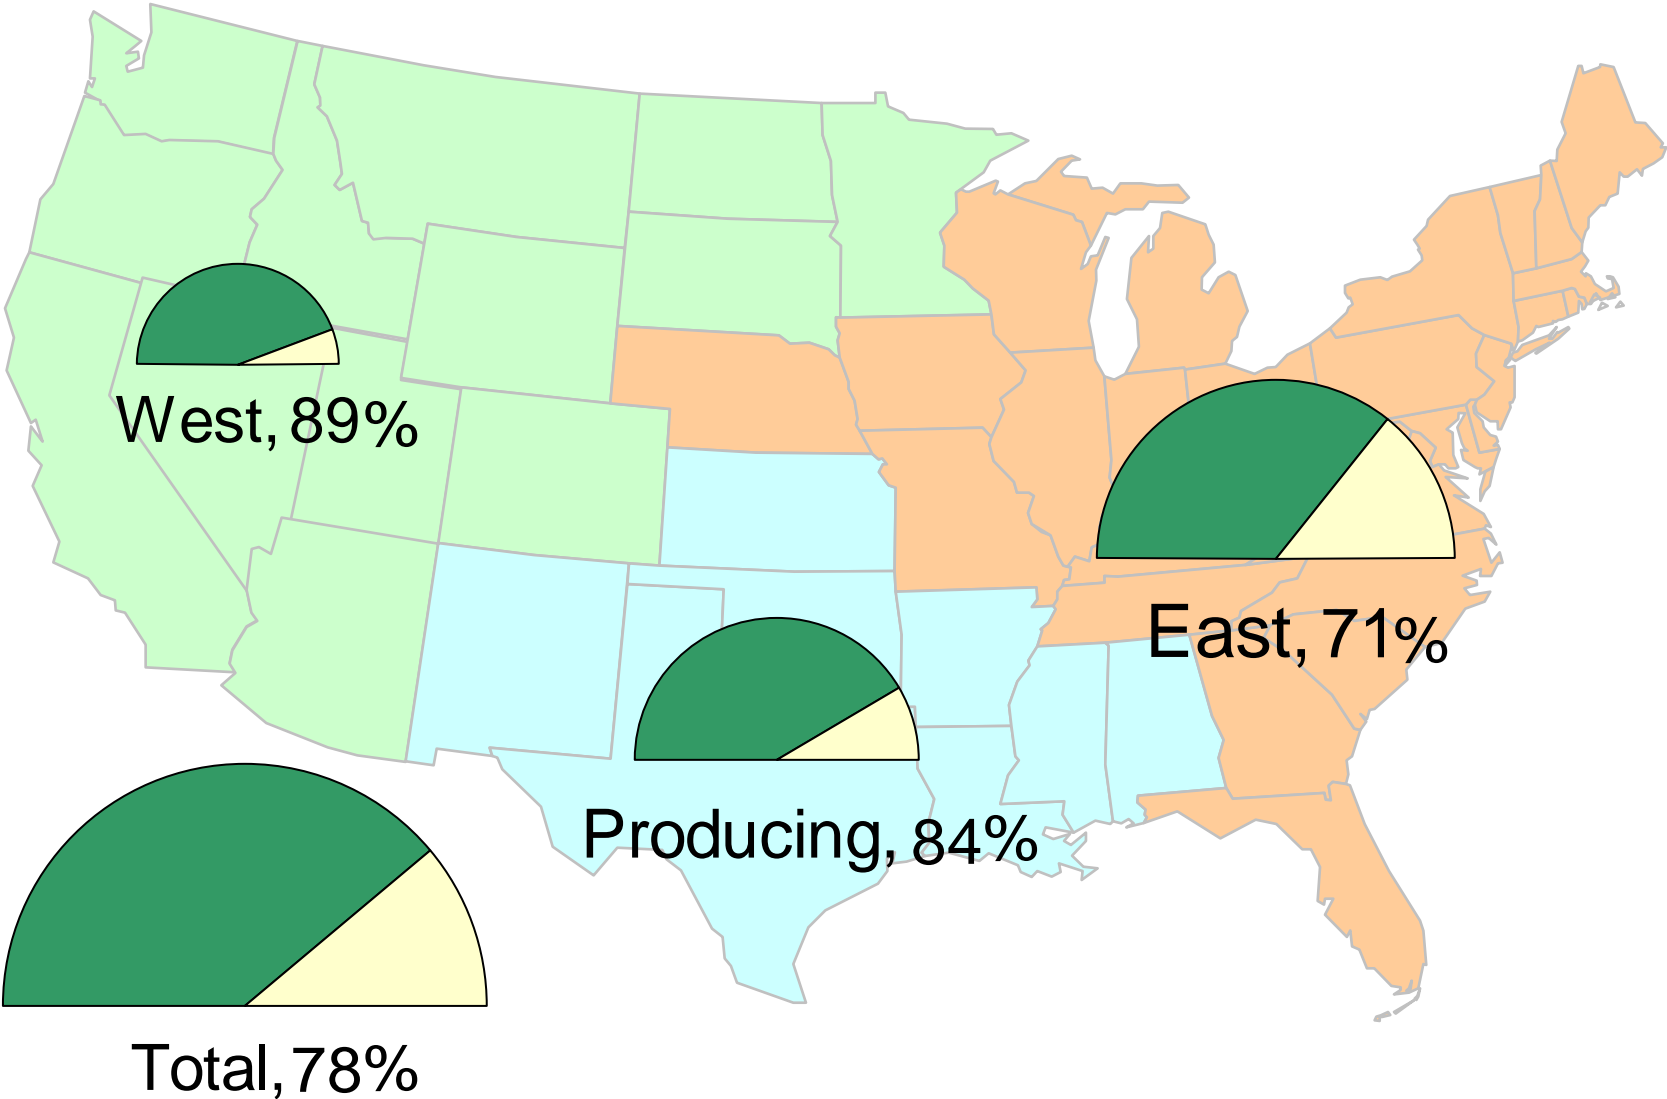 West, 89%
East, 71%
Producing, 84%
Total, 78%